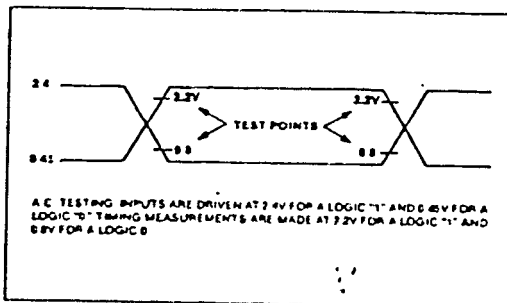 2.4
2.2V
2.2V
TEST POINTS
0.8
0.8
0.45
A.C. TESTING INPUTS ARE DRIVEN AT 2.4V FOR A LOGIC "1" AND 0.45V FOR A
LOGIC "0" TIMING MEASUREMENTS ARE MADE AT 2.2V FOR A LOGIC "1" AND
0.8V FOR A LOGIC 0